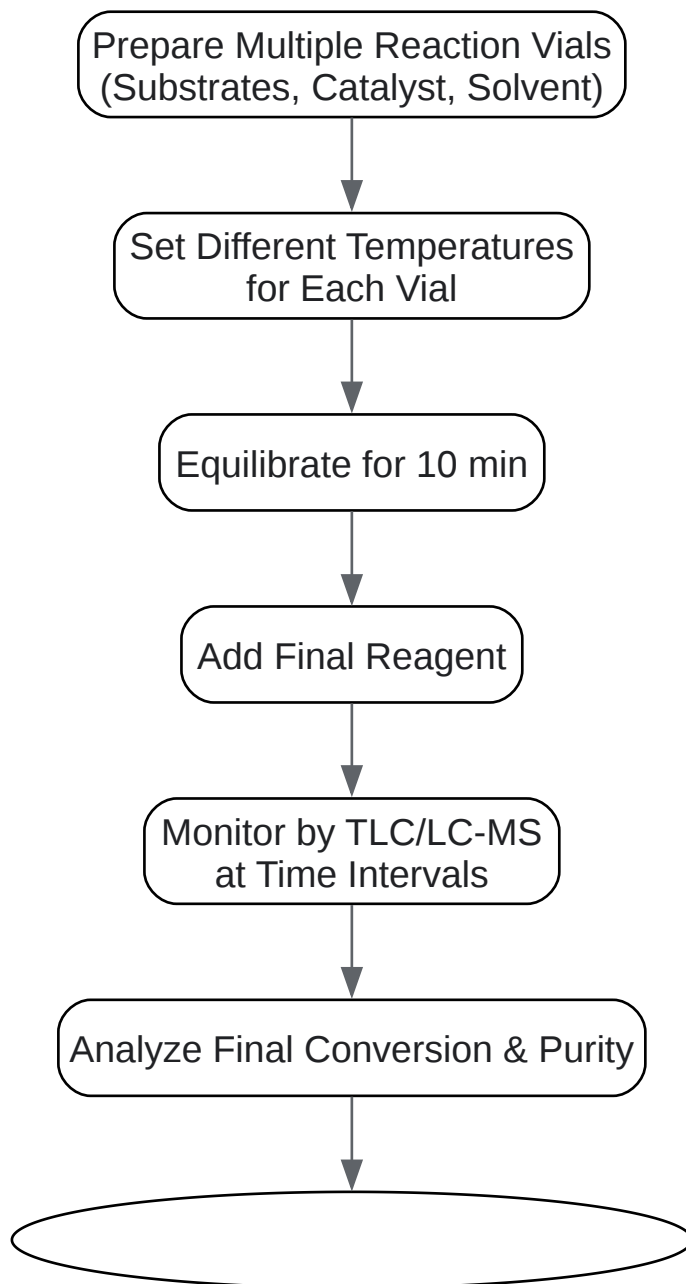 Prepare Multiple Reaction Vials
(Substrates, Catalyst, Solvent)
Set Different Temperatures
for Each Vial
Equilibrate for 10 min
Add Final Reagent
Monitor by TLC/LC-MS
at Time Intervals
Analyze Final Conversion & Purity